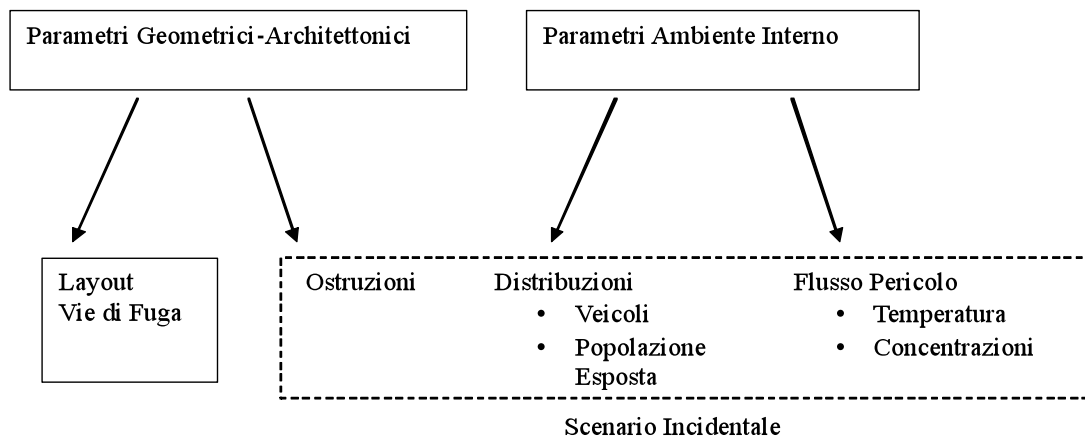 Parametri Geometrici-Architettonici
Parametri Ambiente Interno
Layout
Vie di Fuga
Ostruzioni
Distribuzioni
• Veicoli
• Popolazione
Esposta
Flusso Pericolo
• Temperatura
• Concentrazioni
Scenario Incidentale